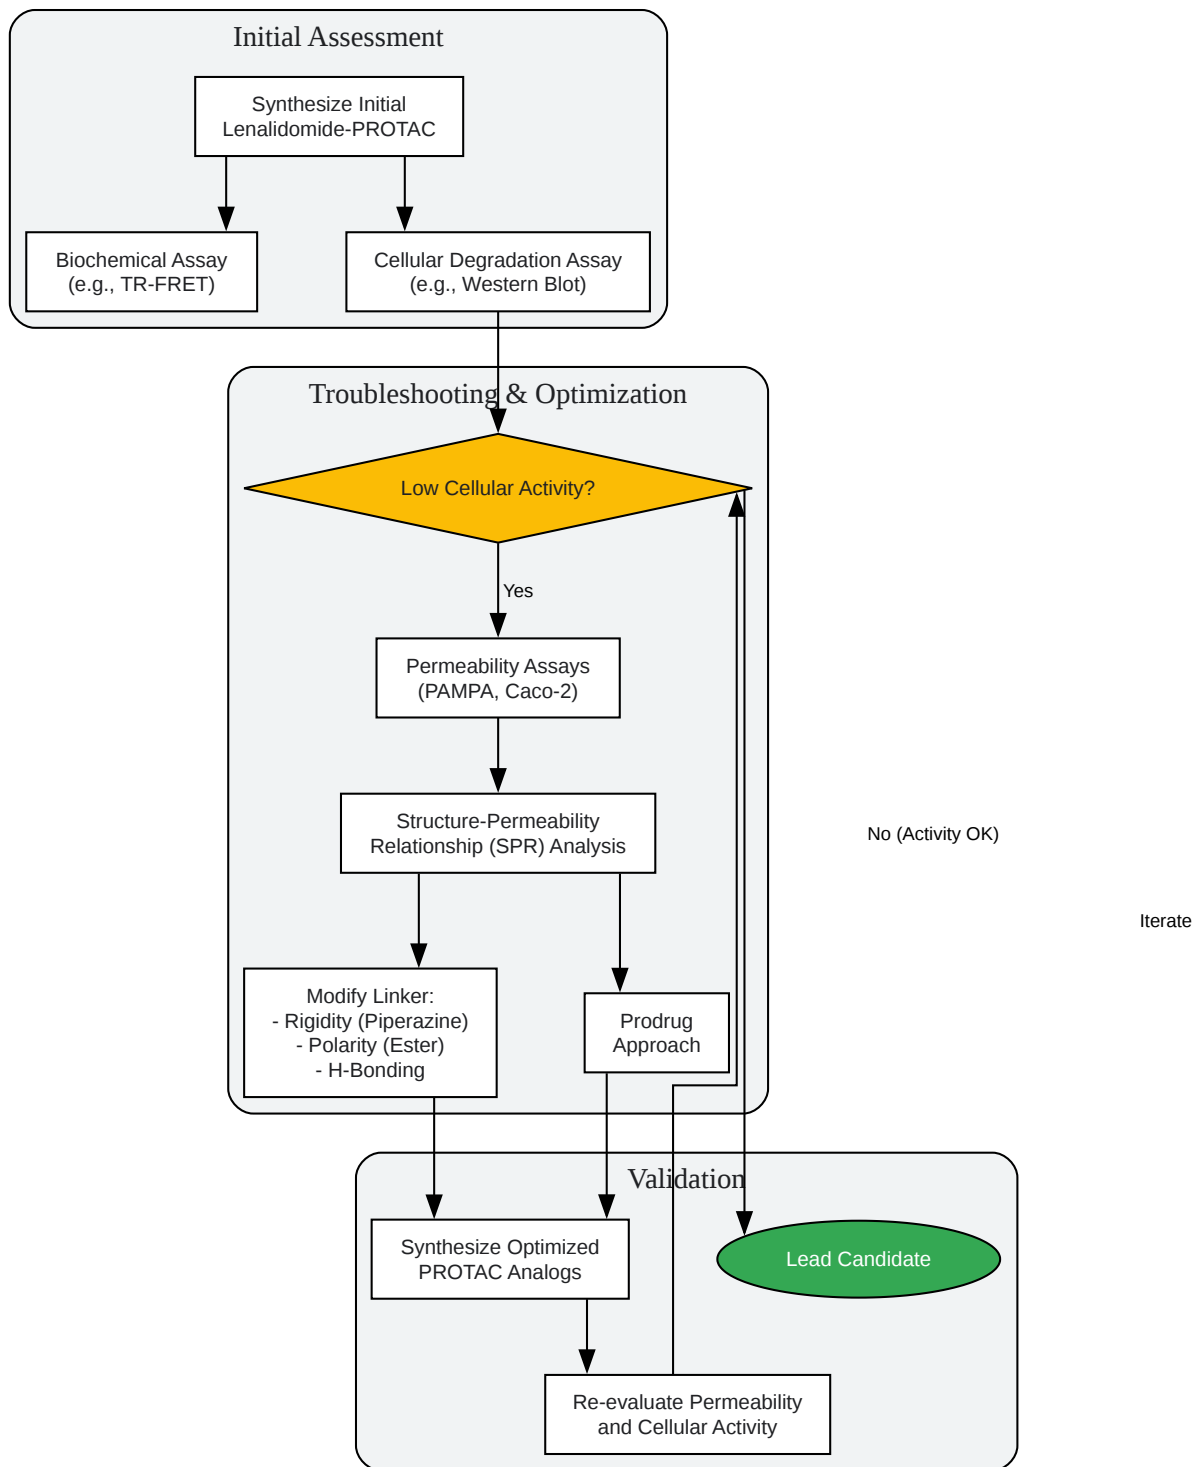 Initial Assessment
Synthesize Initial
Lenalidomide-PROTAC
Biochemical Assay
(e.g., TR-FRET)
Cellular Degradation Assay
(e.g., Western Blot)
Troubleshooting & Optimization
Low Cellular Activity?
Yes
Permeability Assays
(PAMPA, Caco-2)
Structure-Permeability
Relationship (SPR) Analysis
No (Activity OK)
Iterate
Modify Linker:
- Rigidity (Piperazine)
- Polarity (Ester)
- H-Bonding
Prodrug
Approach
Validation
Synthesize Optimized
PROTAC Analogs
Lead Candidate
Re-evaluate Permeability
and Cellular Activity